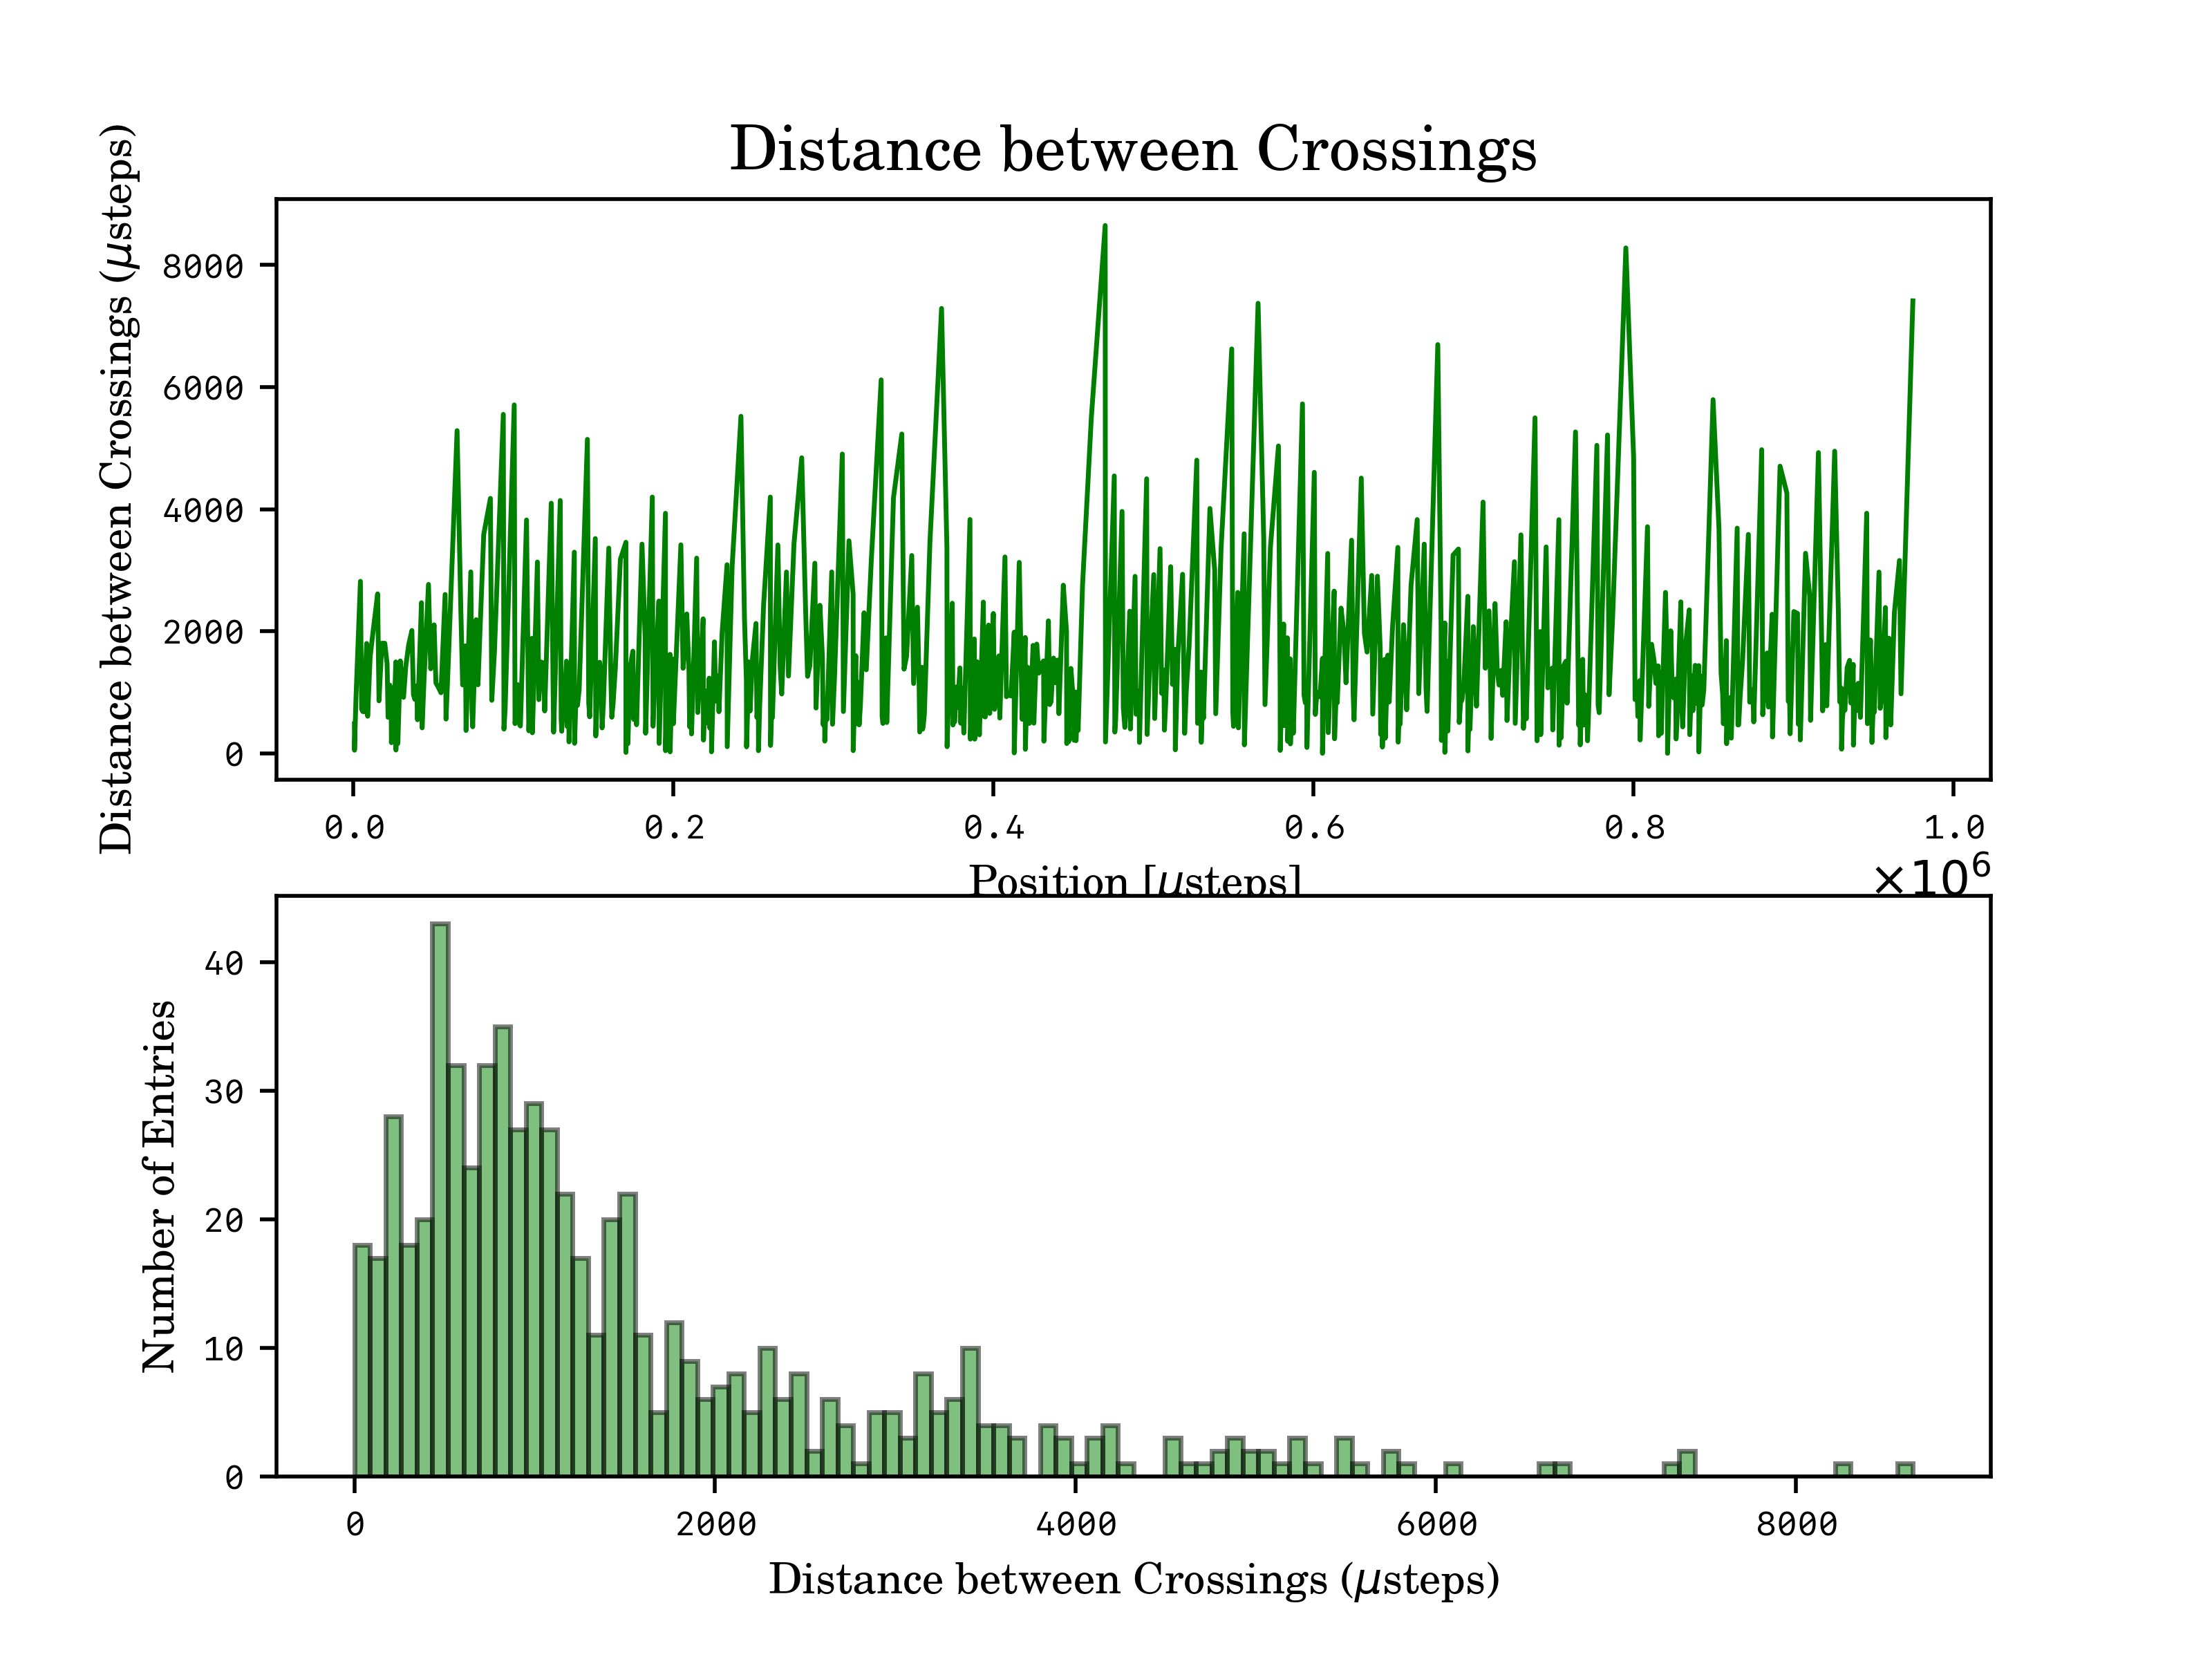 Distance between Crossings
Distance between Crossings (μsteps)
8000
6000
4000
2000
0
0.0 0.2 0.4 0.6 0.8 1.0
Position [μsteps]
×10⁶
Number of Entries
40
30
20
10
0
0 2000 4000 6000 8000
Distance between Crossings (μsteps)